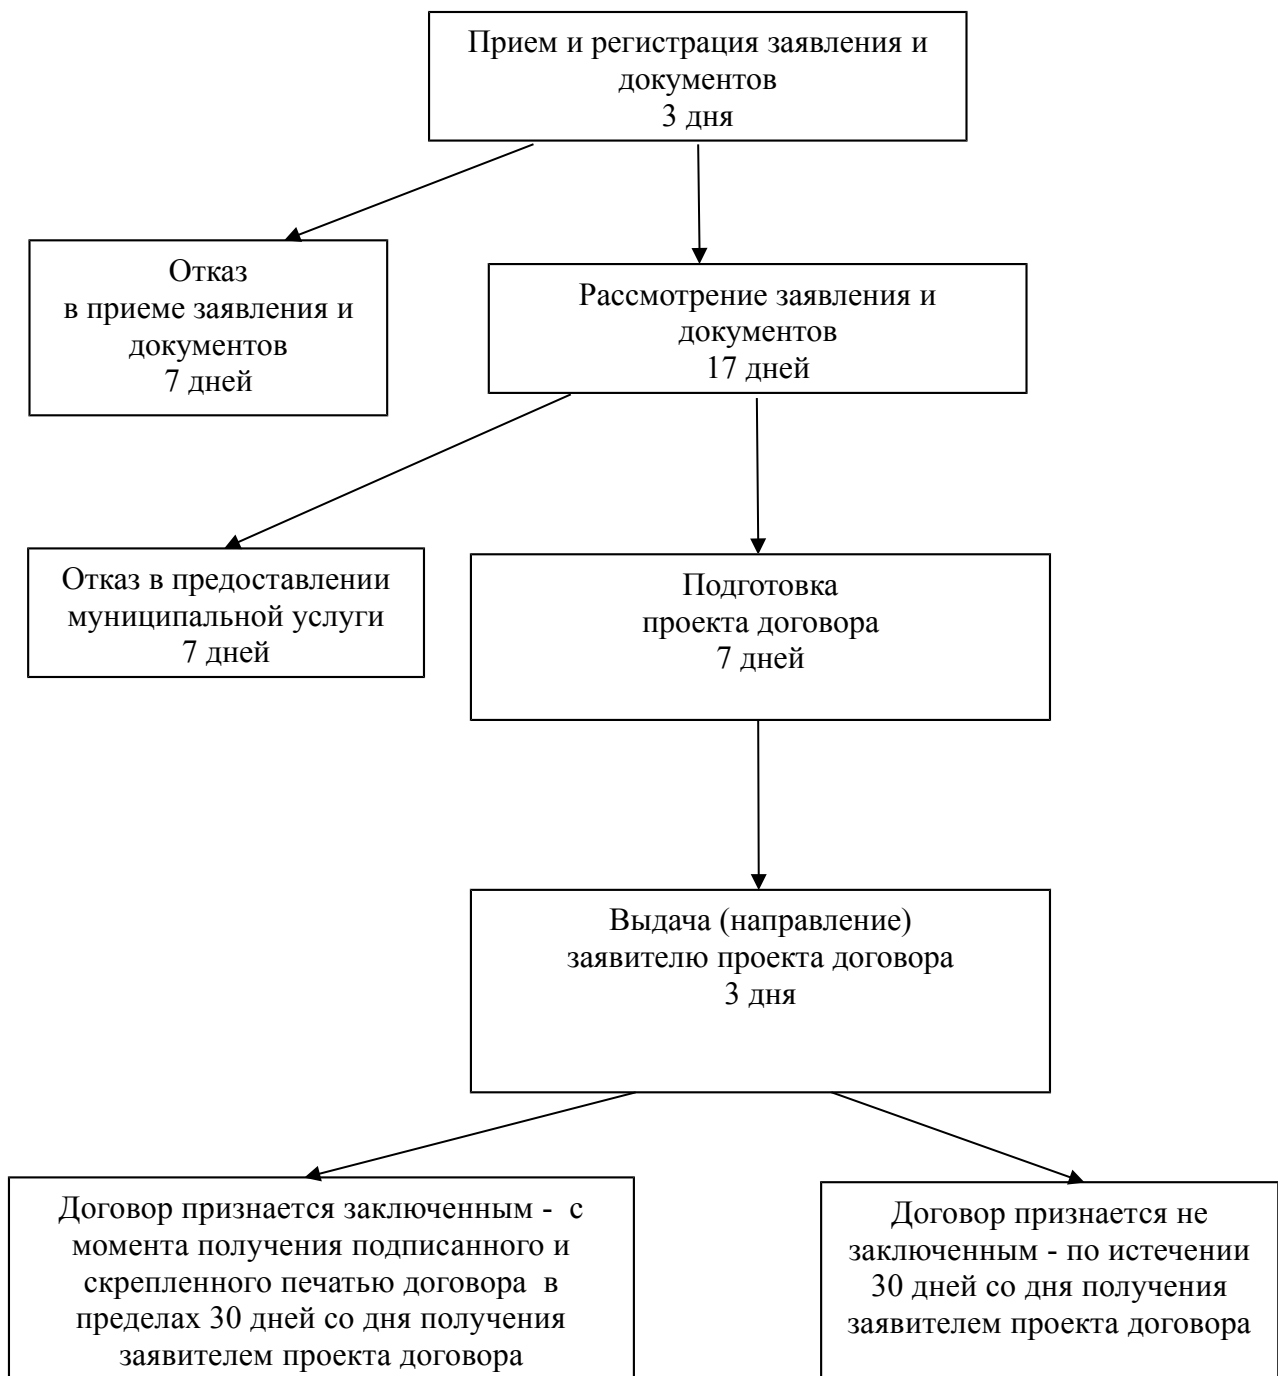 Прием и регистрация заявления и
документов
3 дня
Отказ
в приеме заявления и
документов
7 дней
Рассмотрение заявления и
документов
17 дней
Отказ в предоставлении
муниципальной услуги
7 дней
Подготовка
проекта договора
7 дней
Выдача (направление)
заявителю проекта договора
3 дня
Договор признается заключенным - с
момента получения подписанного и
скрепленного печатью договора в
пределах 30 дней со дня получения
заявителем проекта договора
Договор признается не
заключенным - по истечении
30 дней со дня получения
заявителем проекта договора